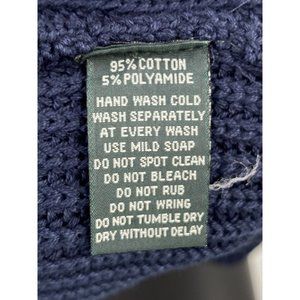 95% COTTON
5% POLYAMIDE
HAND WASH COLD
WASH SEPARATELY
AT EVERY WASH
USE MILD SOAP
DO NOT SPOT CLEAN
DO NOT BLEACH
DO NOT RUB
DO NOT WRING
DO NOT TUMBLE DRY
DRY WITHOUT DELAY